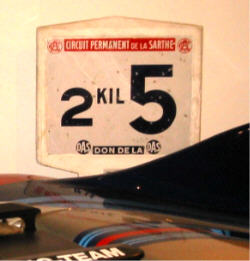 CIRCUIT PERMANENT DE LA SARTHE
2 KIL 5
DAS DON DE LA DAS
TEAM